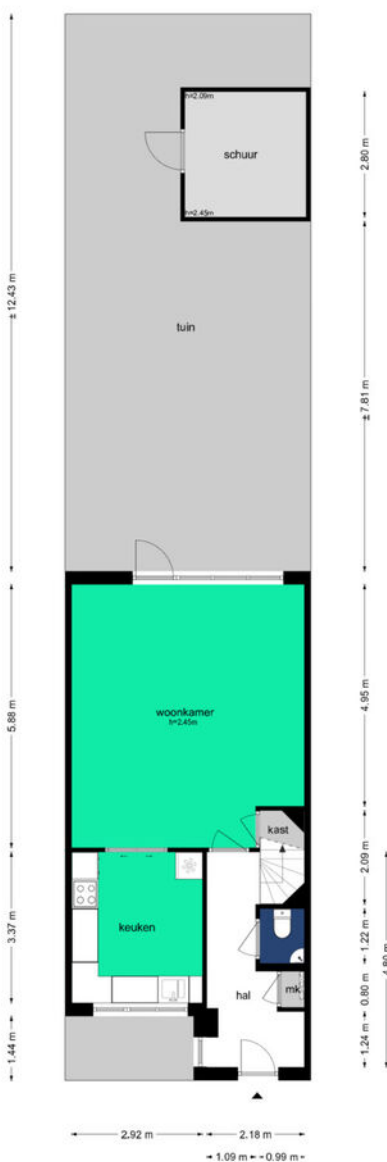 h=2.09m
schuur
h=2.45m
2.80 m
± 12.43 m
tuin
±7.81 m
woonkamer
h=2.45m
5.88 m
4.95 m
kast
2.09 m
keuken
3.37 m
1.22 m
hal
mk
0.80 m
4.80 m
1.44 m
1.24 m
2.92 m
2.18 m
1.09 m
0.99 m